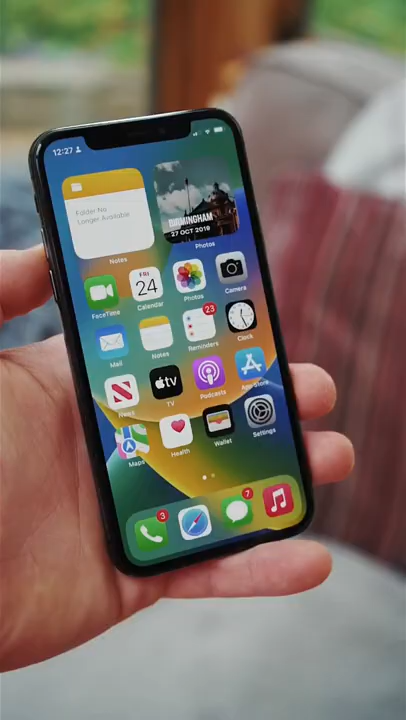 12:27
Folder No
Longer Available
Notes
BIRMINGHAM
27 OCT 2019
Photos
FaceTime
FRI
24
Calendar
Photos
Camera
Mail
Notes
23
Reminders
Clock
News
tv
TV
Podcasts
App Store
Maps
Health
Wallet
Settings
3
7